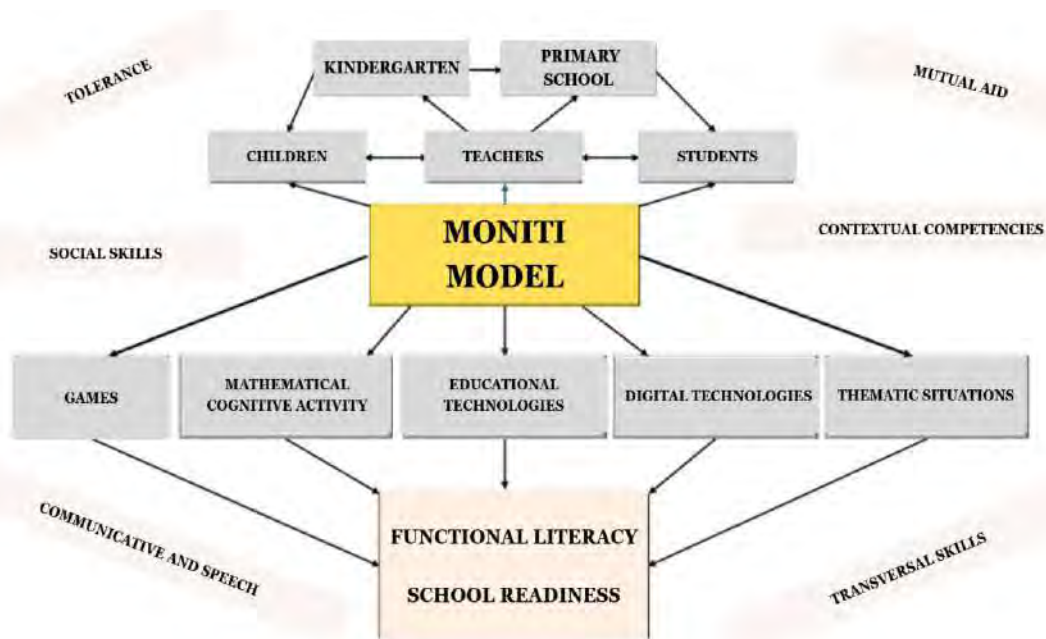 KINDERGARTEN
PRIMARY
SCHOOL
TOLERANCE
MUTUAL AID
CHILDREN
TEACHERS
STUDENTS
MONITI
MODEL
SOCIAL SKILLS
CONTEXTUAL COMPETENCIES
GAMES
MATHEMATICAL
COGNITIVE ACTIVITY
EDUCATIONAL
TECHNOLOGIES
DIGITAL TECHNOLOGIES
THEMATIC SITUATIONS
COMMUNICATIVE AND SPEECH
FUNCTIONAL LITERACY
SCHOOL READINESS
TRANSVERSAL SKILLS